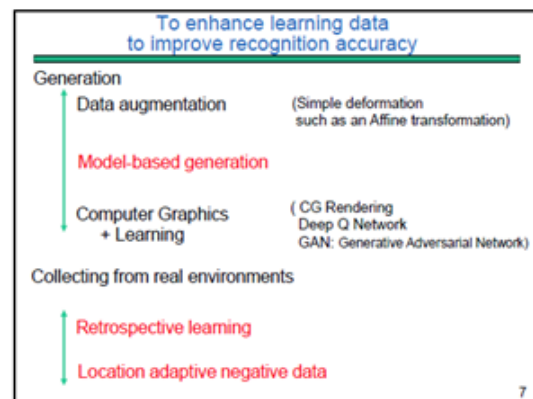 To enhance learning data
to improve recognition accuracy
Generation
Data augmentation
(Simple deformation
such as an Affine transformation)
Model-based generation
Computer Graphics
+ Learning
( CG Rendering
Deep Q Network
GAN: Generative Adversarial Network)
Collecting from real environments
Retrospective learning
Location adaptive negative data
7